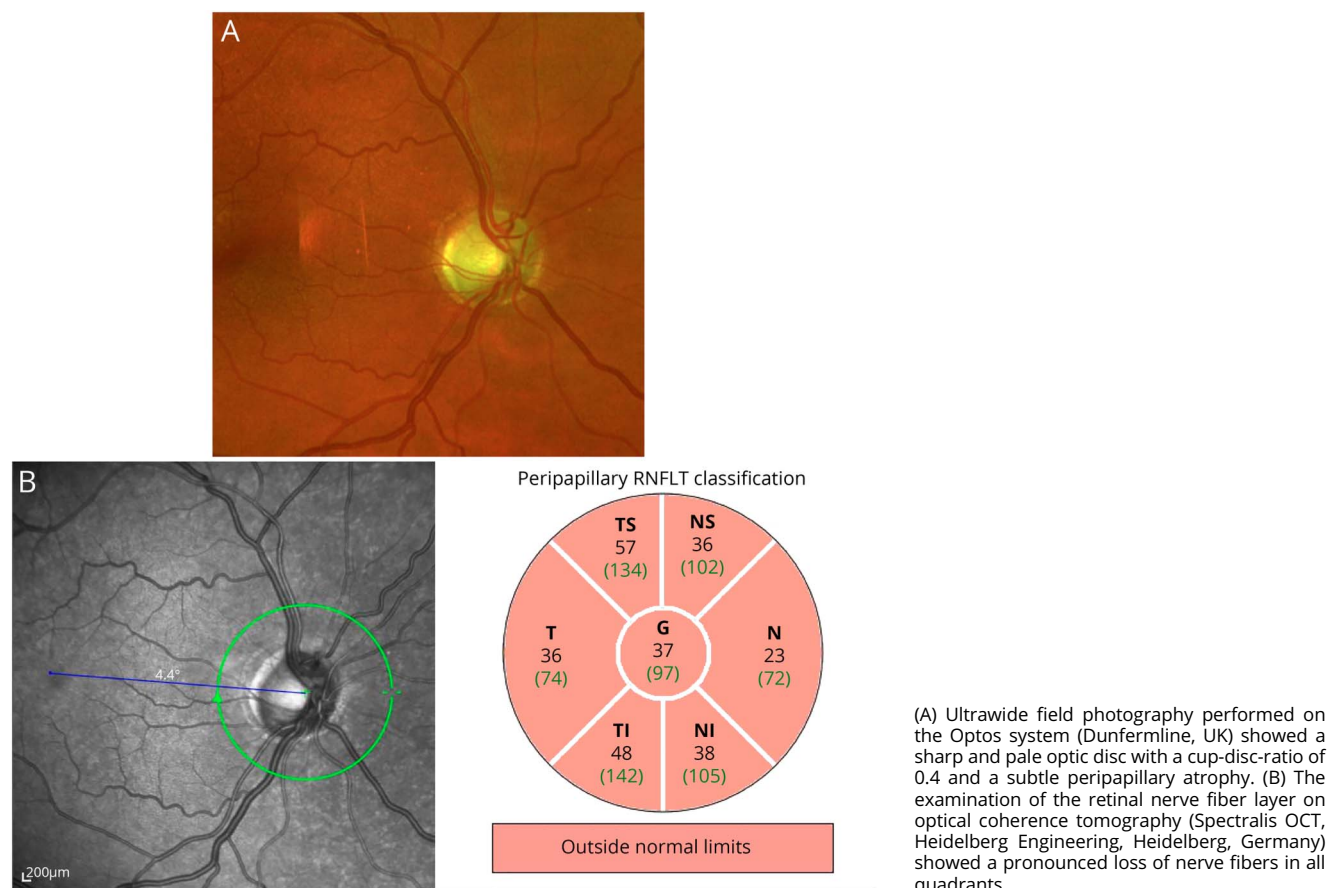 A
B
4.4°
200µm
Peripapillary RNFLT classification
TS
57
(134)
NS
36
(102)
T
36
(74)
G
37
(97)
N
23
(72)
TI
48
(142)
NI
38
(105)
Outside normal limits
(A) Ultrawide field photography performed on
the Optos system (Dunfermline, UK) showed a
sharp and pale optic disc with a cup-disc-ratio of
0.4 and a subtle peripapillary atrophy. (B) The
examination of the retinal nerve fiber layer on
optical coherence tomography (Spectralis OCT,
Heidelberg Engineering, Heidelberg, Germany)
showed a pronounced loss of nerve fibers in all
quadrants